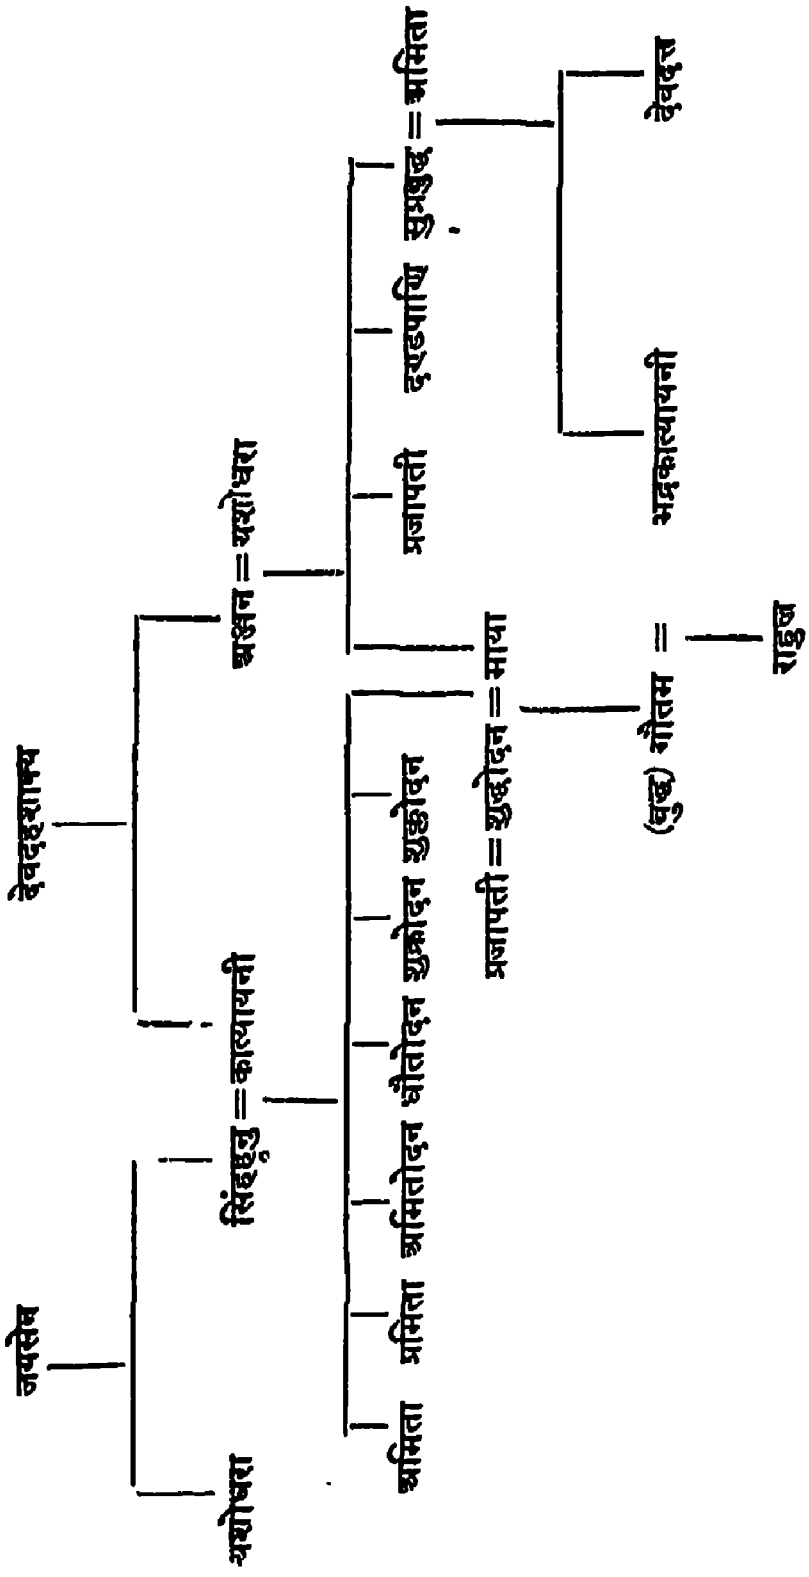 जयसेन देवदहशाक्य
यशोधरा सिंहहनु = कात्यायनी अञ्जन = यशोधरा
अमिता प्रमिता अमितोदन धौतोदन शुक्रोदन शुक्लोदन प्रजापती दण्डपाणि सुप्रबुद्ध = अमिता
प्रजापती = शुद्धोदन = माया
(बुद्ध) गौतम = भद्रकात्यायनी देवदत्त
राहुल